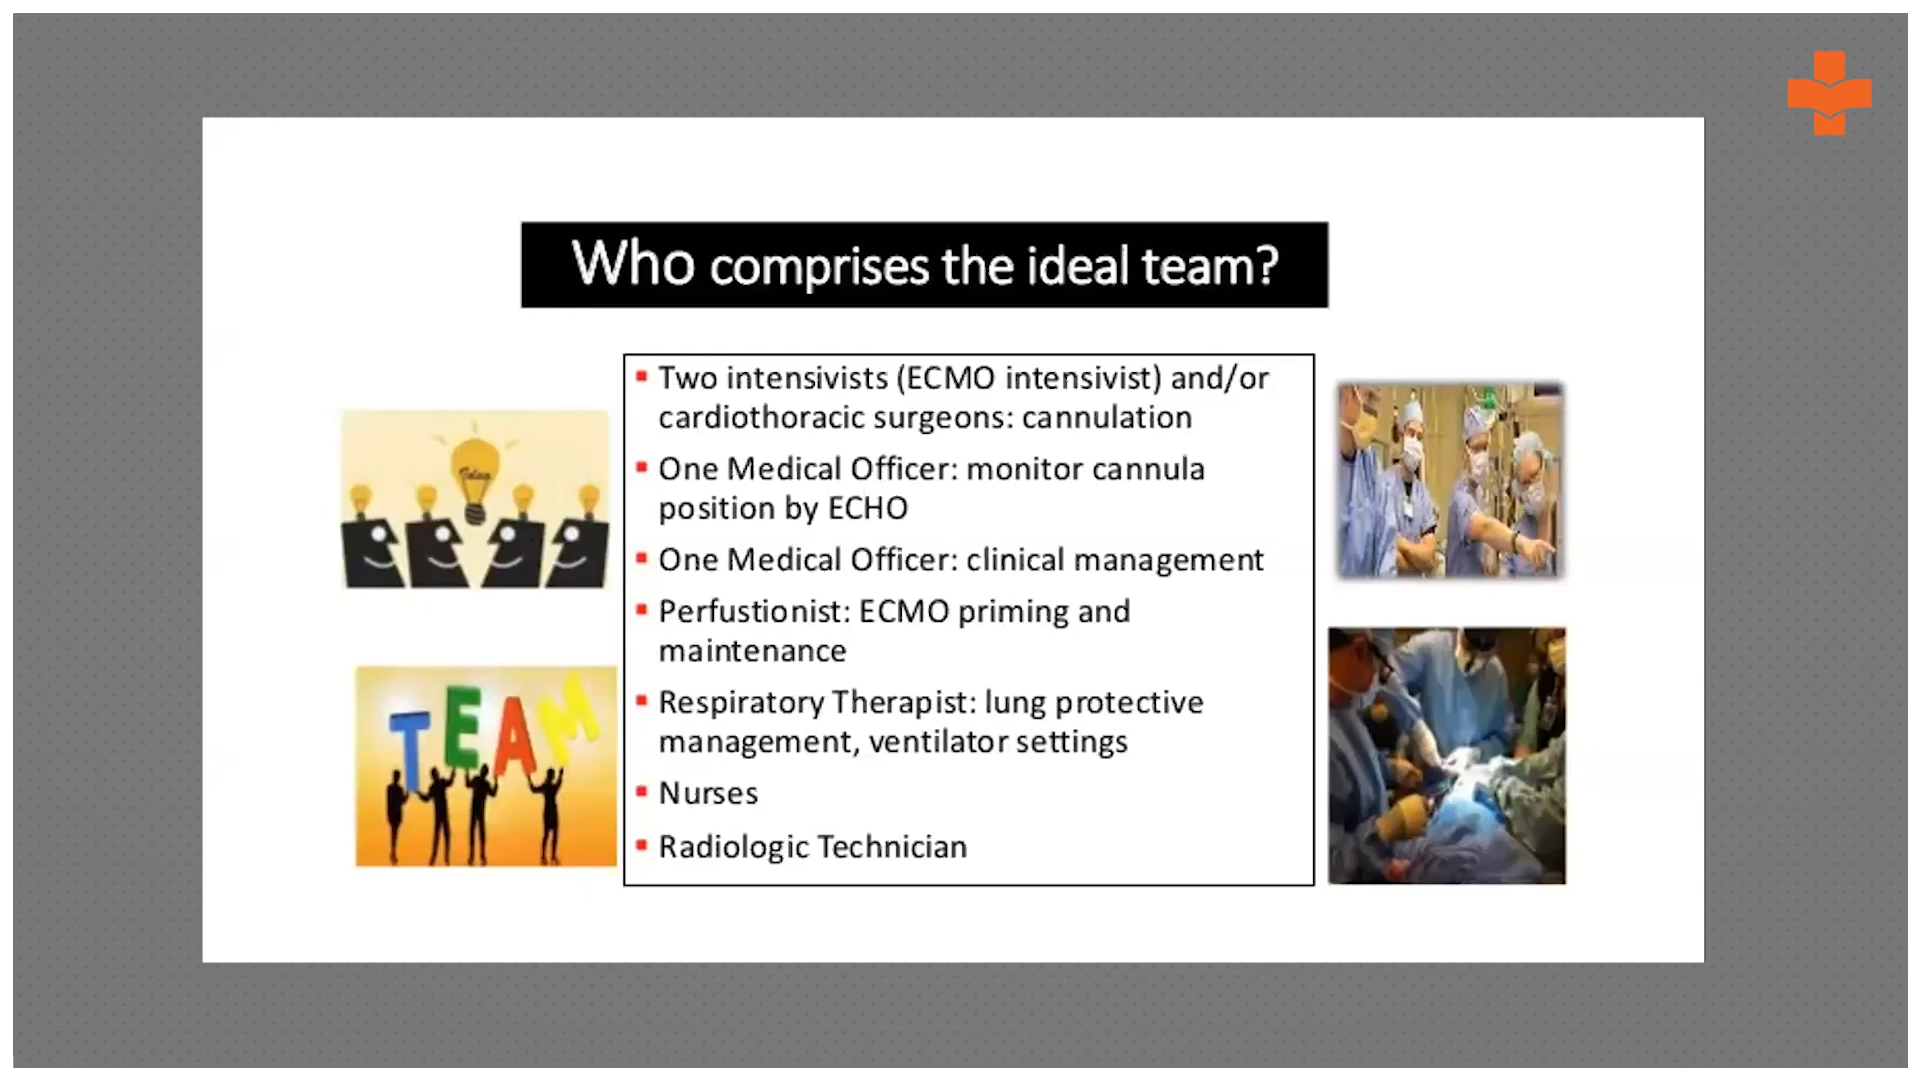 Who comprises the ideal team?
▪ Two intensivists (ECMO intensivist) and/or
cardiothoracic surgeons: cannulation
▪ One Medical Officer: monitor cannula
position by ECHO
▪ One Medical Officer: clinical management
▪ Perfustionist: ECMO priming and
maintenance
▪ Respiratory Therapist: lung protective
management, ventilator settings
▪ Nurses
▪ Radiologic Technician
Idea
TEAM